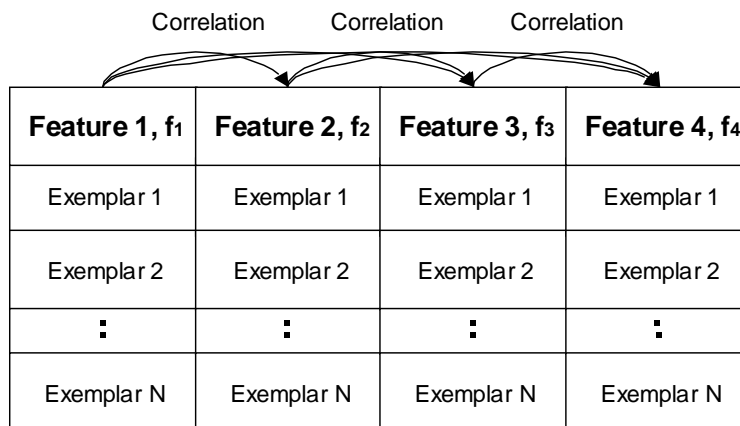 Correlation Correlation Correlation
Feature 1, f1 Feature 2, f2 Feature 3, f3 Feature 4, f4
Exemplar 1 Exemplar 1 Exemplar 1 Exemplar 1
Exemplar 2 Exemplar 2 Exemplar 2 Exemplar 2
: : : :
Exemplar N Exemplar N Exemplar N Exemplar N